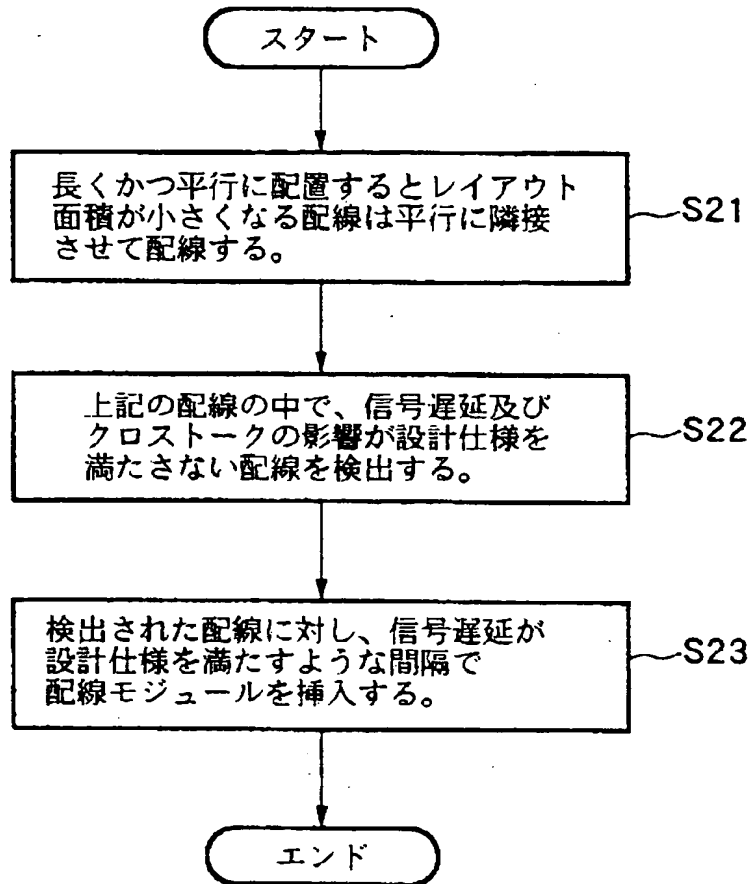 スタート
長くかつ平行に配置するとレイアウト
面積が小さくなる配線は平行に隣接
させて配線する。
S21
上記の配線の中で、信号遅延及び
クロストークの影響が設計仕様を
満たさない配線を検出する。
S22
検出された配線に対し、信号遅延が
設計仕様を満たすような間隔で
配線モジュールを挿入する。
S23
エンド